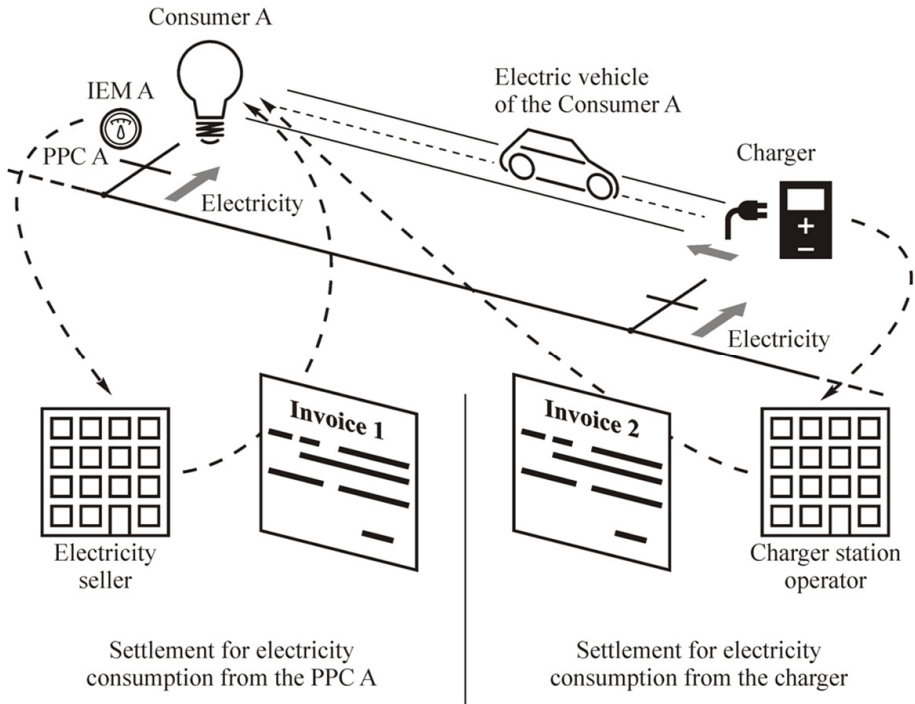 Consumer A
IEM A
PPC A
Electricity
Electric vehicle
of the Consumer A
Charger
+
−
Electricity
Invoice 1
Invoice 2
Electricity
seller
Charger station
operator
Settlement for electricity
consumption from the PPC A
Settlement for electricity
consumption from the charger